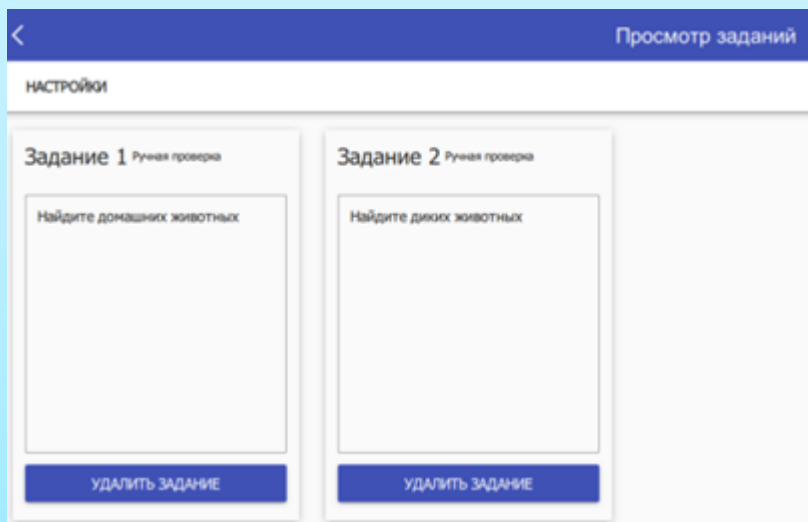 Просмотр заданий
НАСТРОЙКИ
Задание 1 Ручная проверка
Найдите домашних животных
УДАЛИТЬ ЗАДАНИЕ
Задание 2 Ручная проверка
Найдите диких животных
УДАЛИТЬ ЗАДАНИЕ